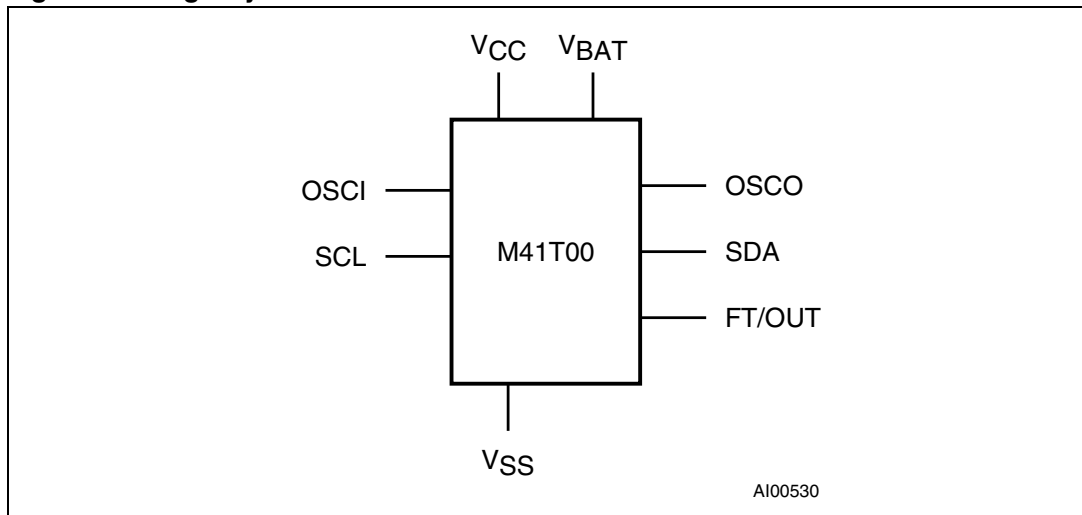 VCC VBAT
OSCI
OSCO
SCL
M41T00
SDA
FT/OUT
VSS
AI00530